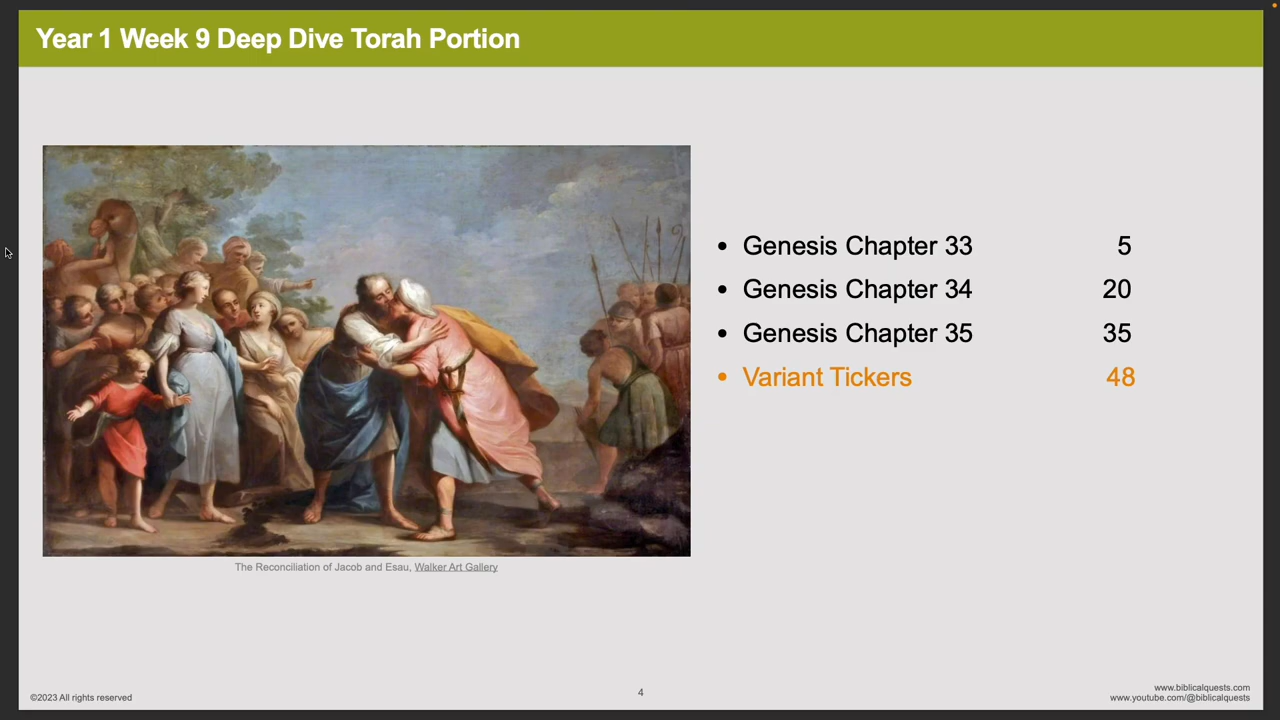 Year 1 Week 9 Deep Dive Torah Portion
• Genesis Chapter 33 5
• Genesis Chapter 34 20
• Genesis Chapter 35 35
• Variant Tickers 48
The Reconciliation of Jacob and Esau, Walker Art Gallery
©2023 All rights reserved
4
www.biblicalquests.com
www.youtube.com/@biblicalquests